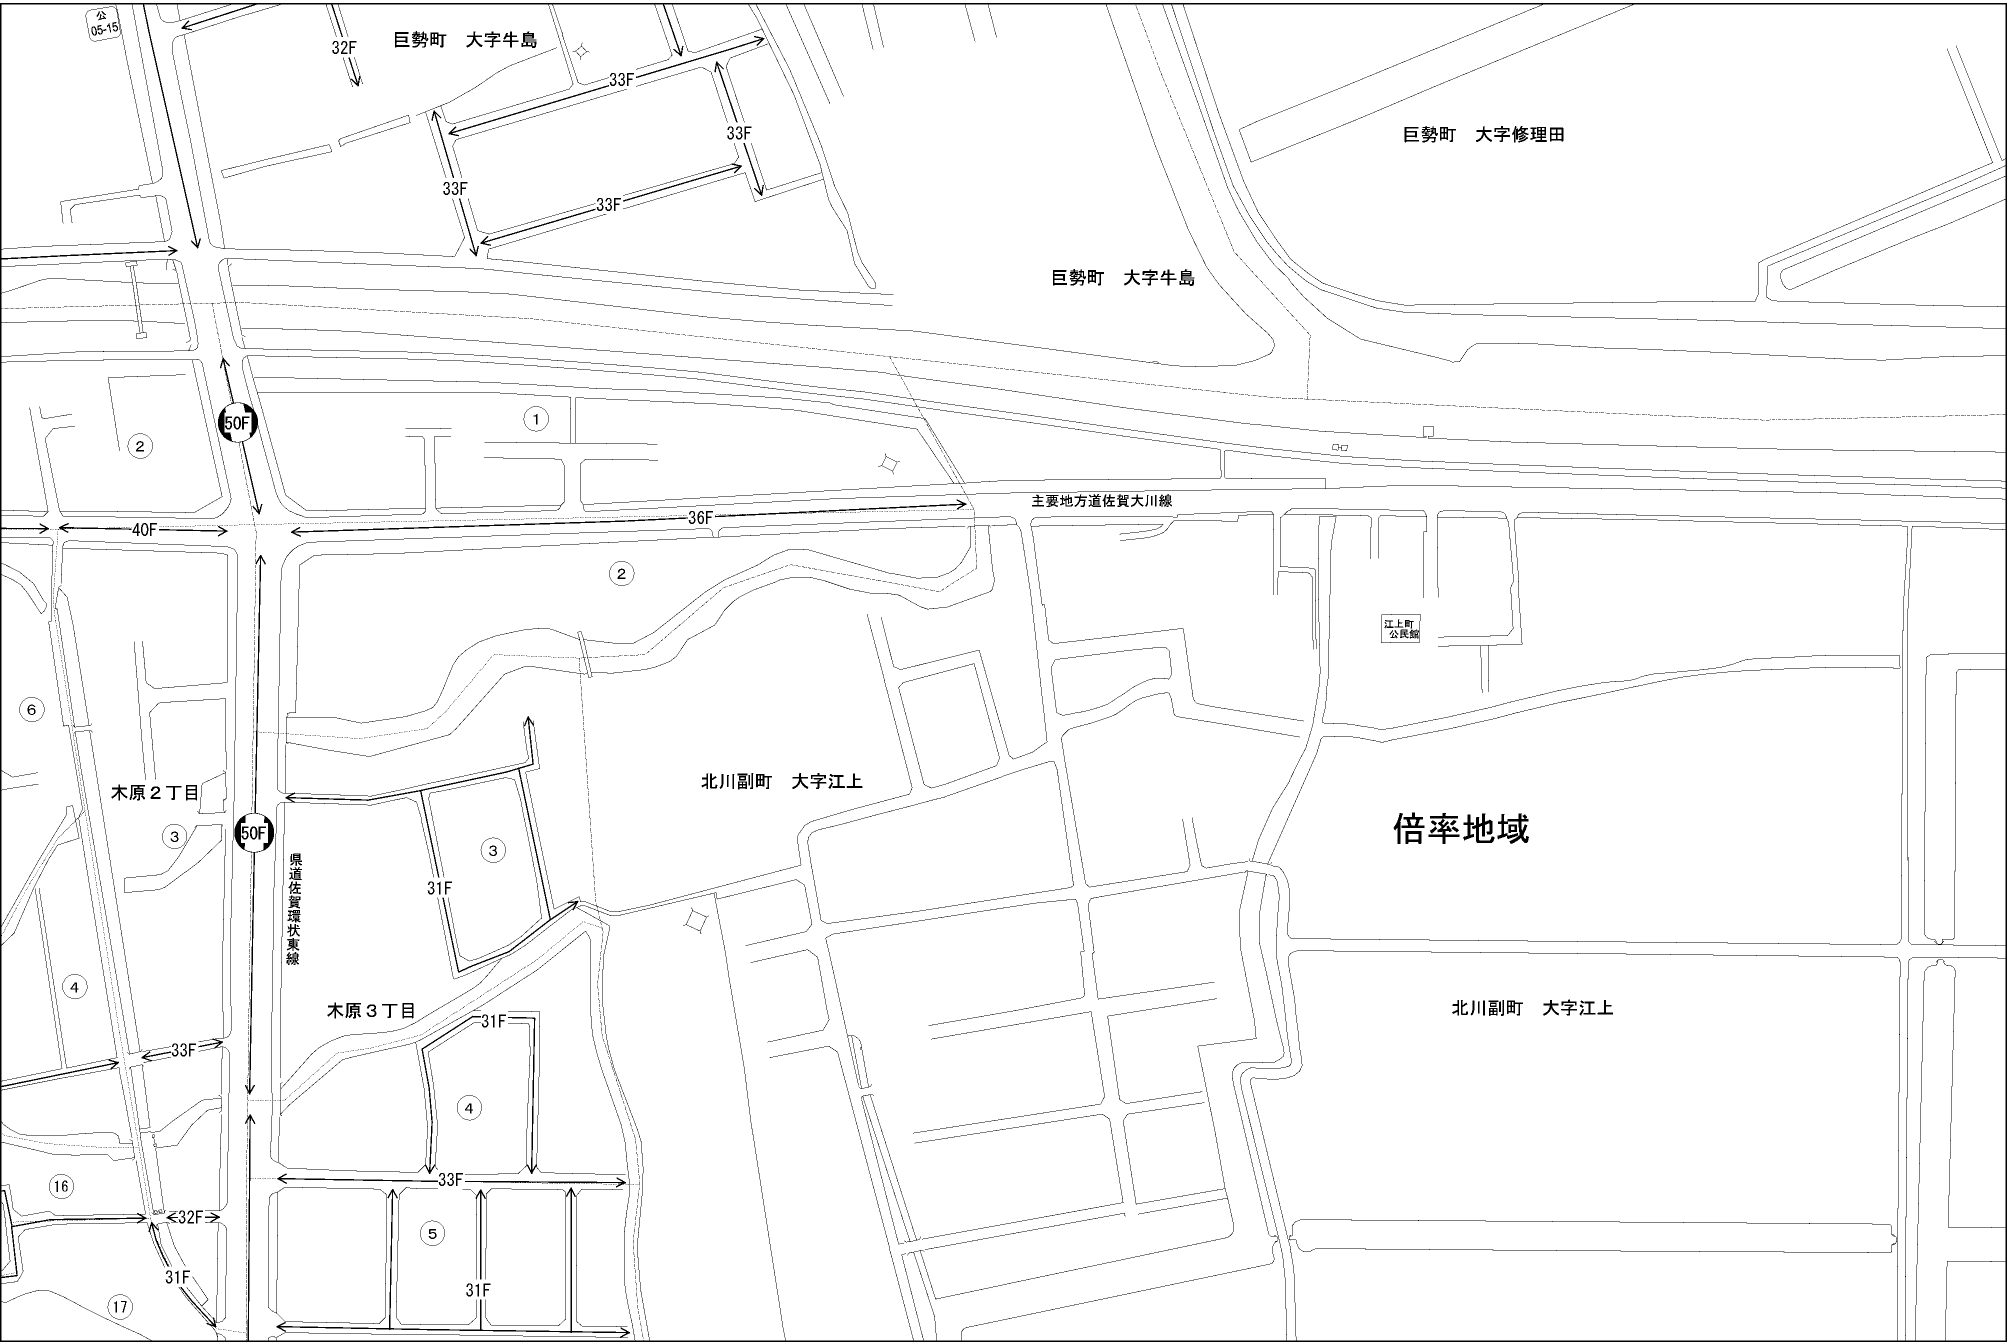 公
05-15
32F
巨勢町　大字牛島
33F
33F
巨勢町　大字修理田
33F
33F
巨勢町　大字牛島
50F
①
②
主要地方道佐賀大川線
36F
40F
②
江上町
公民館
⑥
北川副町　大字江上
木原２丁目
倍率地域
50F
③
③
31F
県道佐賀環状東線
④
木原３丁目
北川副町　大字江上
31F
33F
④
33F
⑯
32F
⑤
31F
31F
⑰